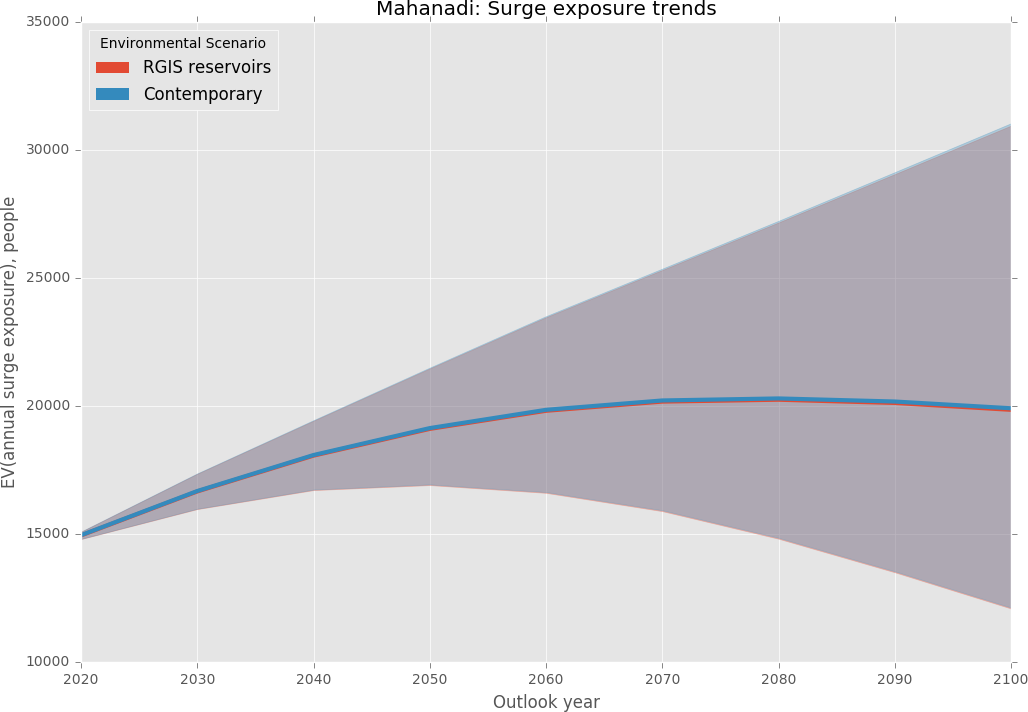 Mahanadi: Surge exposure trends
35000
30000
25000
20000
15000
10000
EV(annual surge exposure), people
Environmental Scenario
RGIS reservoirs
Contemporary
2020 2030 2040 2050 2060 2070 2080 2090 2100
Outlook year